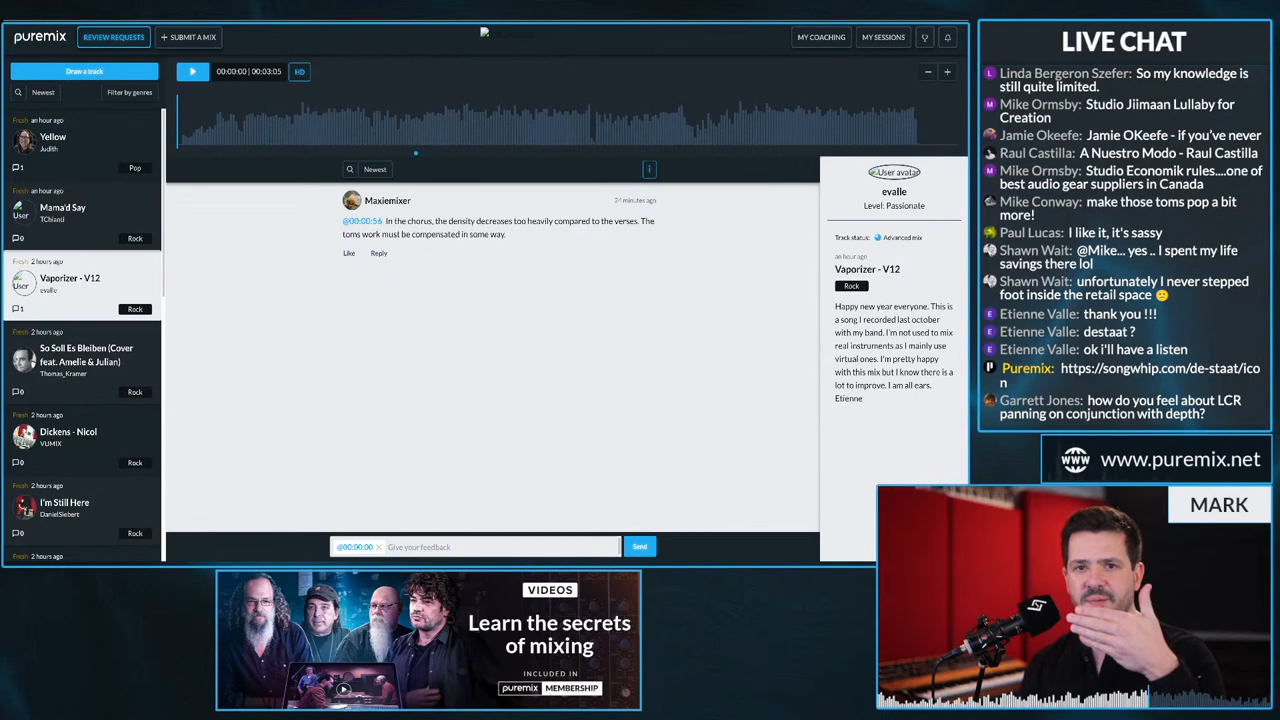 puremix
REVIEW REQUESTS
+ SUBMIT A MIX
MY COACHING
MY SESSIONS
Draw a track
Newest
Filter by genres
Fresh an hour ago
Yellow
Judith
1
Pop
Fresh an hour ago
Mama'd Say
TChianti
0
Rock
Fresh 2 hours ago
User
Vaporizer - V12
evalle
1
Rock
Fresh 2 hours ago
So Soll Es Bleiben (Cover
feat. Amelie & Julian)
Thomas_Kramer
0
Rock
Fresh 2 hours ago
Dickens - Nicol
VUMIX
0
Rock
Fresh 2 hours ago
I'm Still Here
DanielSiebert
0
Rock
Fresh 2 hours ago
00:00:00 | 00:03:05
HD
Newest
Maxiemixer
24 minutes ago
@00:00:56 In the chorus, the density decreases too heavily compared to the verses. The
toms work must be compensated in some way.
Like
Reply
@00:00:00 ×
Give your feedback
Send
User avatar
evalle
Level: Passionate
Track status: Advanced mix
an hour ago
Vaporizer - V12
Rock
Happy new year everyone. This is
a song I recorded last october
with my band. I'm not used to mix
real instruments as I mainly use
virtual ones. I'm pretty happy
with this mix but I know there is a
lot to improve. I am all ears,
Etienne
LIVE CHAT
Linda Bergeron Szefer: So my knowledge is
still quite limited.
Mike Ormsby: Studio Jiimaan Lullaby for
Creation
Jamie Okeefe: Jamie OKeefe - if you've never
Raul Castilla: A Nuestro Modo - Raul Castilla
Mike Ormsby: Studio Economik rules....one of
best audio gear suppliers in Canada
Mike Conway: make those toms pop a bit
more!
Paul Lucas: I like it, it's sassy
Shawn Wait: @Mike... yes .. I spent my life
savings there lol
Shawn Wait: unfortunately I never stepped
foot inside the retail space 🙁
Etienne Valle: thank you !!!
Etienne Valle: destaat ?
Etienne Valle: ok i'll have a listen
Puremix: https://songwhip.com/de-staat/ico
n
Garrett Jones: how do you feel about LCR
panning on conjunction with depth?
WWW
www.puremix.net
MARK
VIDEOS
Learn the secrets
of mixing
INCLUDED IN
puremix MEMBERSHIP